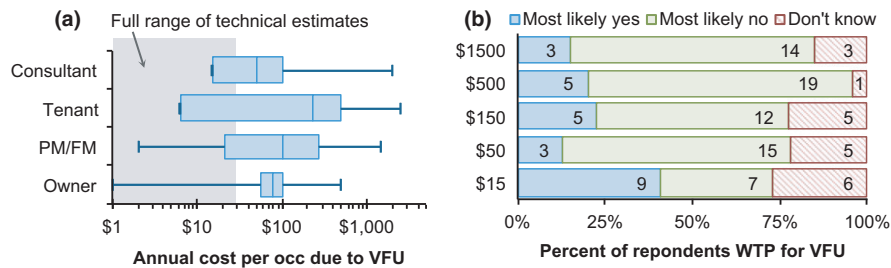 (a)
Full range of technical estimates
Consultant
Tenant
PM/FM
Owner
$1 $10 $100 $1,000
Annual cost per occ due to VFU
(b)
Most likely yes Most likely no Don't know
$1500 3 14 3
$500 5 19 1
$150 5 12 5
$50 3 15 5
$15 9 7 6
0% 25% 50% 75% 100%
Percent of repondents WTP for VFU